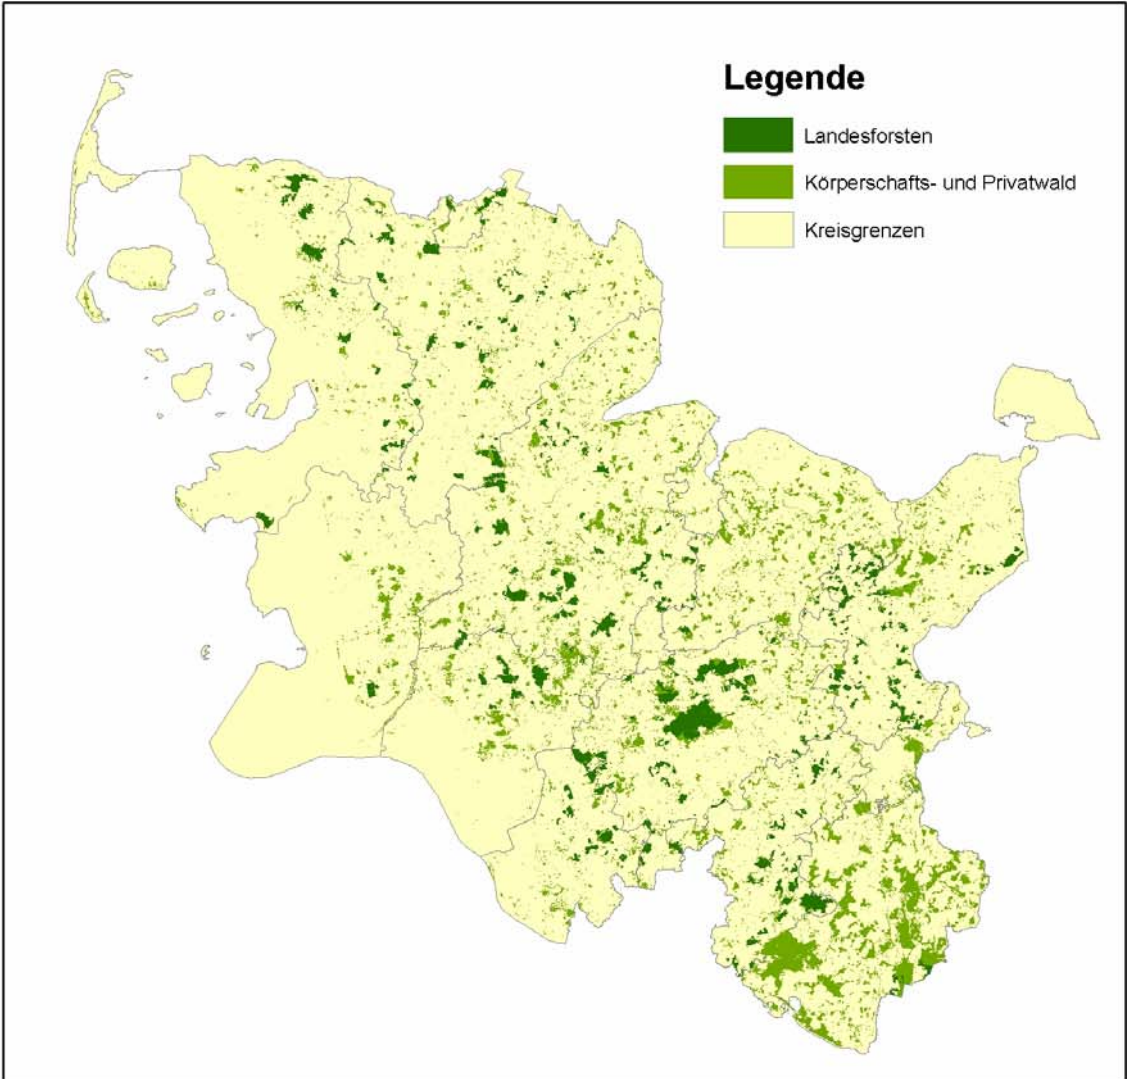 Legende
Landesforsten
Körperschafts- und Privatwald
Kreisgrenzen